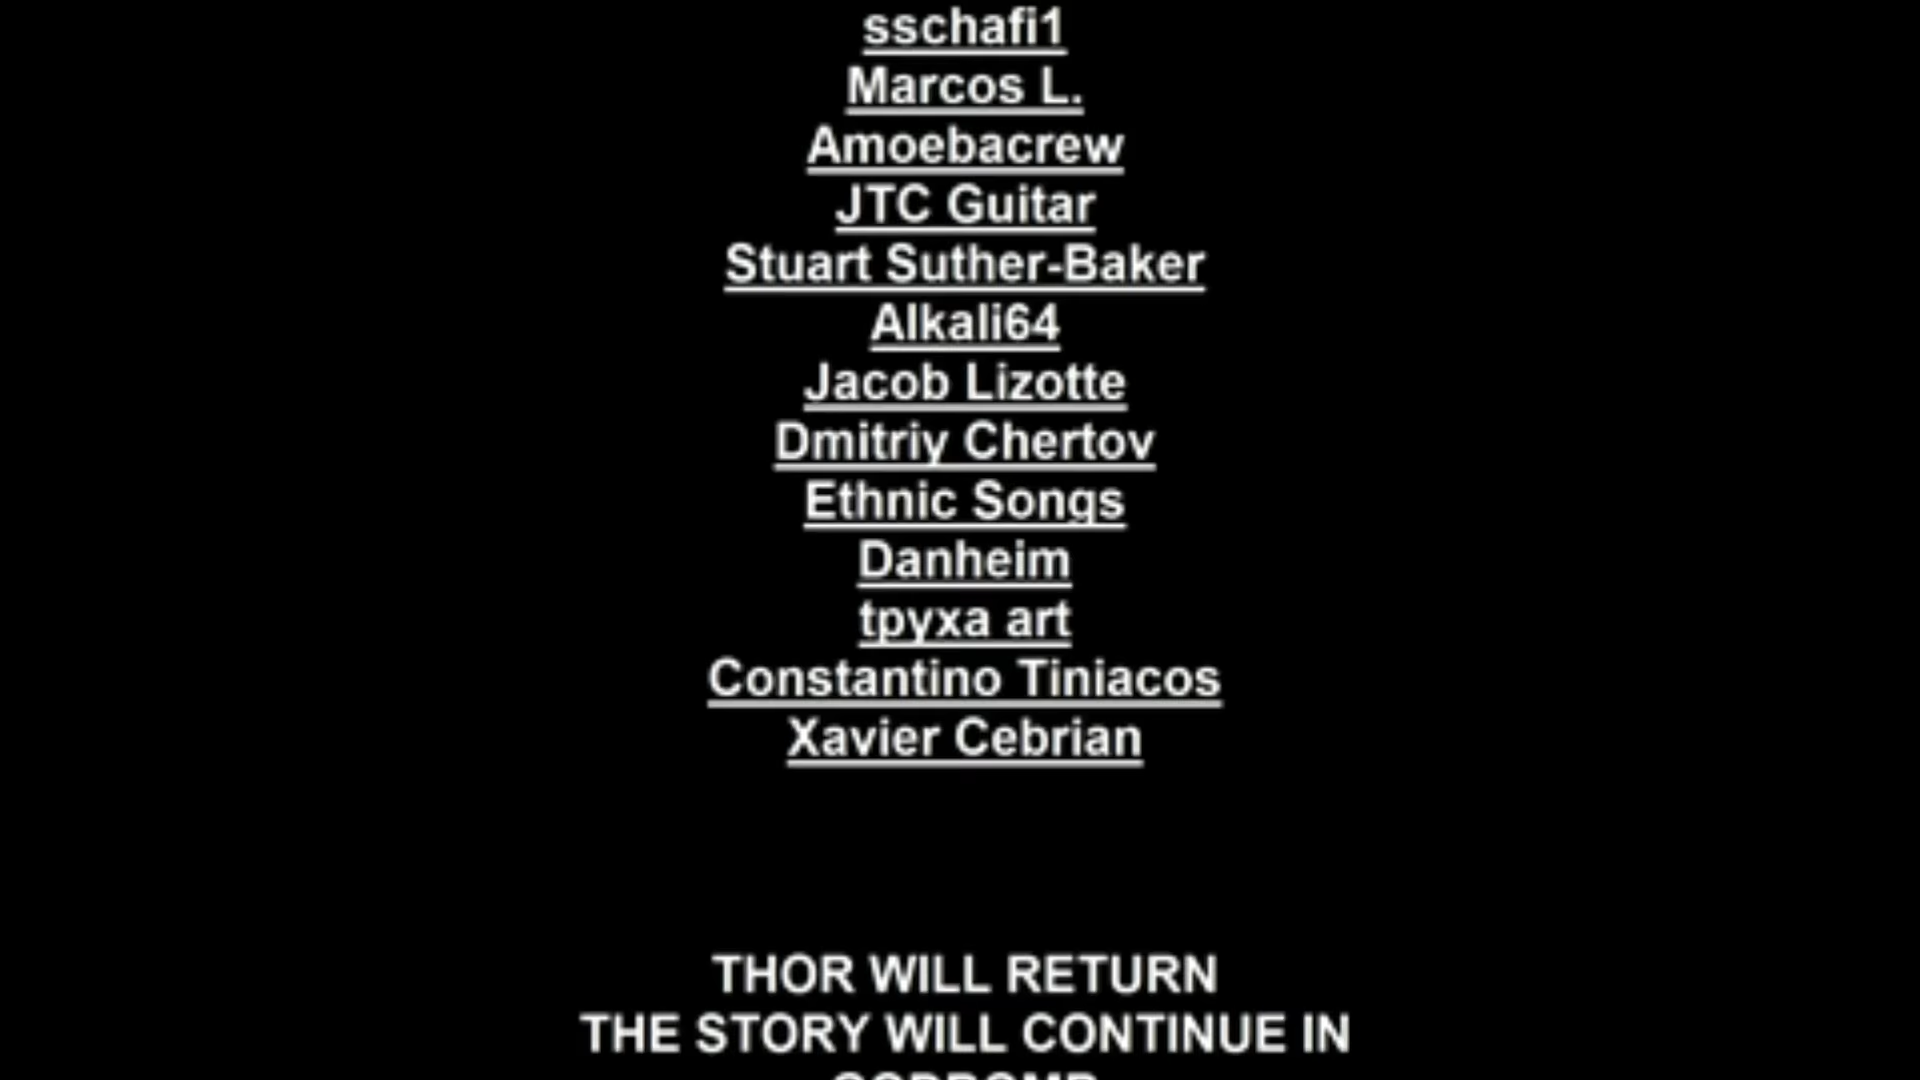 sschafi1
Marcos L.
Amoebacrew
JTC Guitar
Stuart Suther-Baker
Alkali64
Jacob Lizotte
Dmitriy Chertov
Ethnic Songs
Danheim
tpyxa art
Constantino Tiniacos
Xavier Cebrian
THOR WILL RETURN
THE STORY WILL CONTINUE IN